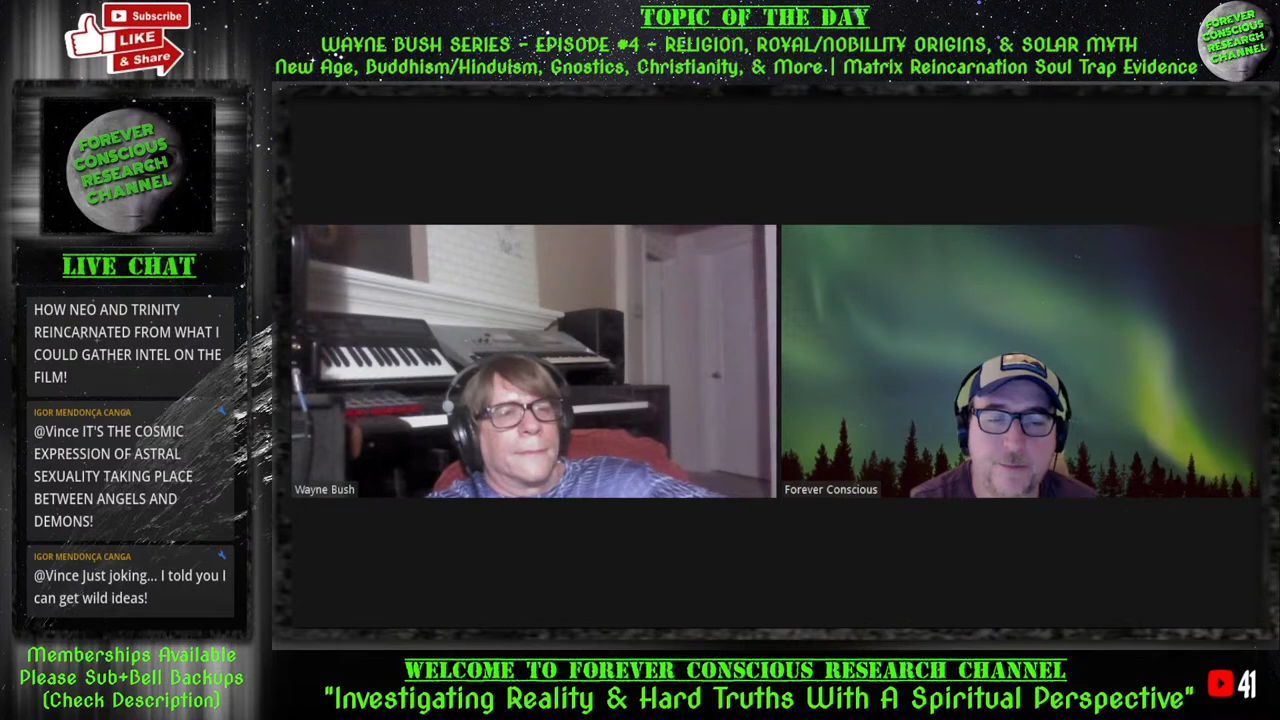 Subscribe
LIKE
& Share
TOPIC OF THE DAY
WAYNE BUSH SERIES - EPISODE #4 - RELIGION, ROYAL/NOBILLITY ORIGINS, & SOLAR MYTH
New Age, Buddhism/Hinduism, Gnostics, Christianity, & More | Matrix Reincarnation Soul Trap Evidence
FOREVER
CONSCIOUS
RESEARCH
CHANNEL
FOREVER
CONSCIOUS
RESEARCH
CHANNEL
LIVE CHAT
HOW NEO AND TRINITY
REINCARNATED FROM WHAT I
COULD GATHER INTEL ON THE
FILM!
IGOR MENDONÇA CANGA
@Vince IT'S THE COSMIC
EXPRESSION OF ASTRAL
SEXUALITY TAKING PLACE
BETWEEN ANGELS AND
DEMONS!
IGOR MENDONÇA CANGA
@Vince Just joking... I told you I
can get wild ideas!
Wayne Bush
Forever Conscious
Memberships Available
Please Sub+Bell Backups
(Check Description)
WELCOME TO FOREVER CONSCIOUS RESEARCH CHANNEL
"Investigating Reality & Hard Truths With A Spiritual Perspective"
41